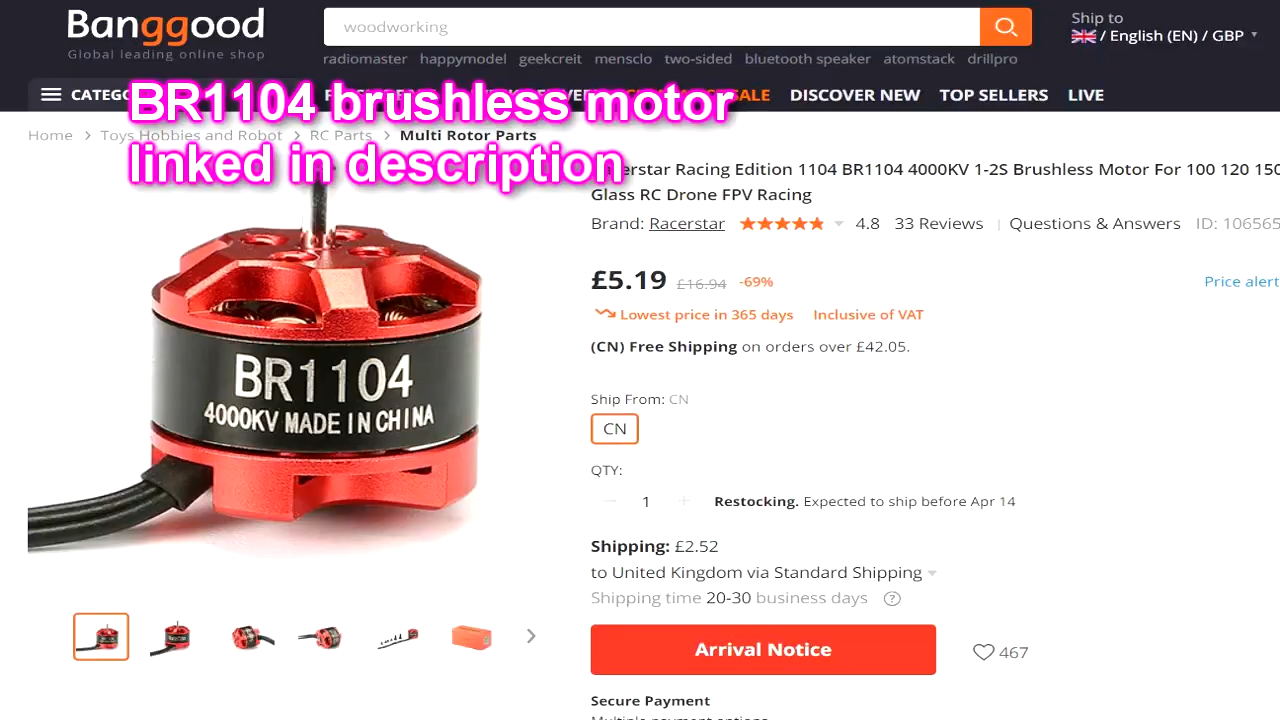 Banggood
Global leading online shop
woodworking
Ship to
/ English (EN) / GBP
radiomaster happymodel geekcreit mensclo two-sided bluetooth speaker atomstack drillpro
DISCOVER NEW TOP SELLERS LIVE
BR1104 brushless motor
linked in description
Home > Toys Hobbies and Robot > RC Parts > Multi Rotor Parts
Racing Edition 1104 BR1104 4000KV 1-2S Brushless Motor For 100 120 150
Glass RC Drone FPV Racing
Brand: Racerstar 4.8 33 Reviews | Questions & Answers ID: 106565
£5.19 £16.94 -69%
Price alert
Lowest price in 365 days Inclusive of VAT
(CN) Free Shipping on orders over £42.05.
BR1104
4000KV MADE IN CHINA
Ship From: CN
CN
QTY:
1 Restocking. Expected to ship before Apr 14
Shipping: £2.52
to United Kingdom via Standard Shipping
Shipping time 20-30 business days ?
Arrival Notice
467
Secure Payment